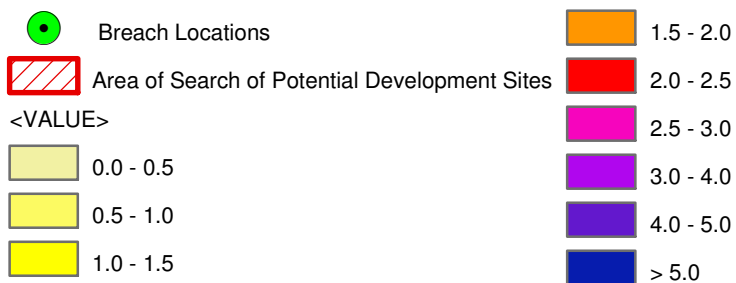 Breach Locations
Area of Search of Potential Development Sites
<VALUE>
0.0 - 0.5
0.5 - 1.0
1.0 - 1.5
1.5 - 2.0
2.0 - 2.5
2.5 - 3.0
3.0 - 4.0
4.0 - 5.0
> 5.0